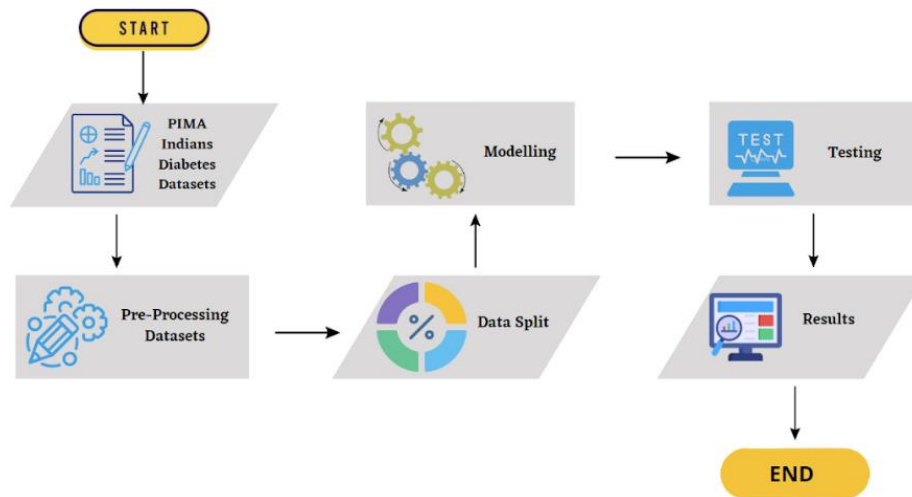 START
PIMA
Indians
Diabetes
Datasets
Pre-Processing
Datasets
%
Data Split
Modelling
TEST
Testing
Results
END